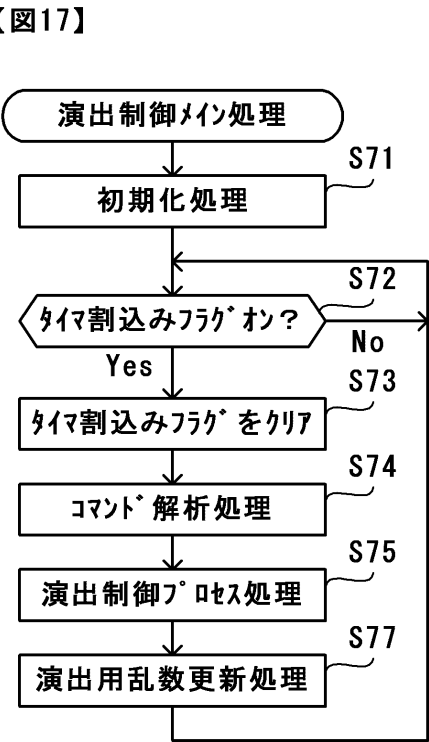 【図17】
演出制御ﾒｲﾝ処理
S71
初期化処理
S72
ﾀｲﾏ割込みﾌﾗｸﾞｵﾝ？
No
Yes
S73
ﾀｲﾏ割込みﾌﾗｸﾞをｸﾘｱ
S74
ｺﾏﾝﾄﾞ解析処理
S75
演出制御ﾌﾟﾛｾｽ処理
S77
演出用乱数更新処理